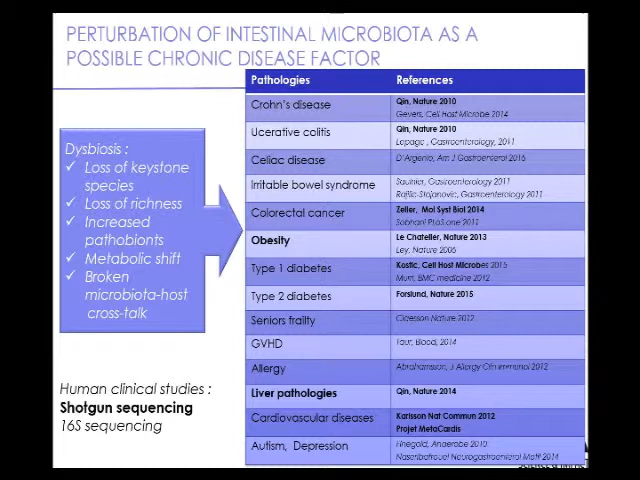 PERTURBATION OF INTESTINAL MICROBIOTA AS A
POSSIBLE CHRONIC DISEASE FACTOR
Dysbiosis :
✓ Loss of keystone
species
✓ Loss of richness
✓ Increased
pathobionts
✓ Metabolic shift
✓ Broken
microbiota-host
cross-talk
Human clinical studies :
Shotgun sequencing
16S sequencing
Pathologies References
Crohn's disease Qin, Nature 2010
Gevers, Cell Host Microbe 2014
Ucerative colitis Qin, Nature 2010
Lepage , Gastroenterology, 2011
Celiac disease D'Argenio, Am J Gastroenterol 2016
Irritable bowel syndrome Saulnier, Gastroenterology 2011
Rajilic-Stojanovic, Gastroenterology 2011
Colorectal cancer Zeller, Mol Syst Biol 2014
Sobhani PLoS one 2011
Obesity Le Chatelier, Nature 2013
Ley, Nature 2006
Type 1 diabetes Kostic, Cell Host Microbes 2015
Murri, BMC medicine 2012
Type 2 diabetes Forslund, Nature 2015
Seniors frailty Claesson Nature 2012
GVHD Taur, Blood, 2014
Allergy Abrahamsson, J Allergy Clin Immunol 2012
Liver pathologies Qin, Nature 2014
Cardiovascular diseases Karlsson Nat Commun 2012
Projet MetaCardis
Autism, Depression Finegold, Anaerobe 2010
Naseribafrouei Neurogastroenterol Motil 2014